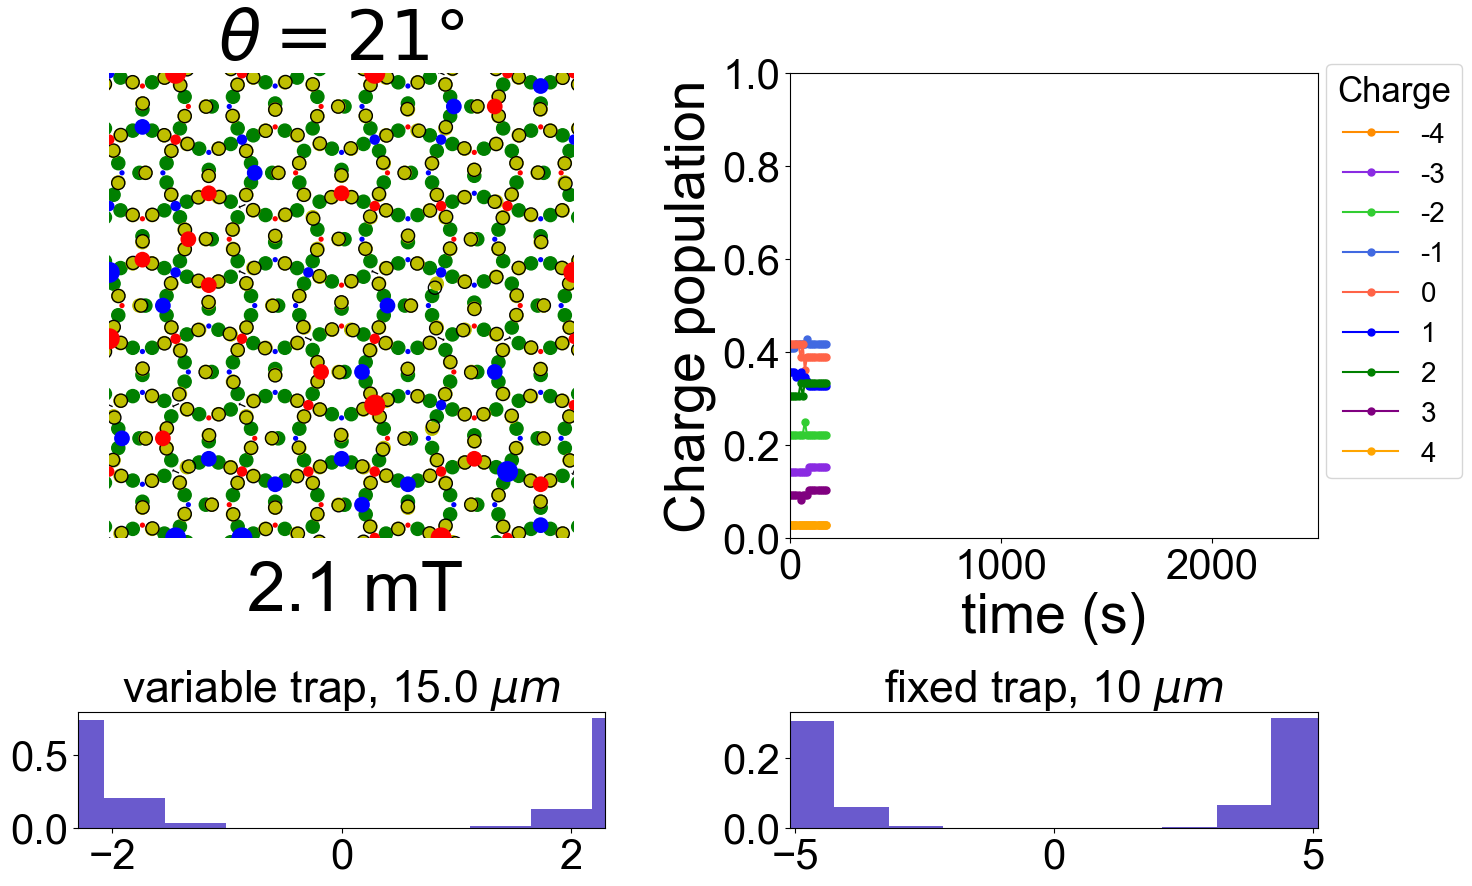 θ = 21°
2.1 mT
Charge population
1.0
0.8
0.6
0.4
0.2
0.0
0 1000 2000
time (s)
Charge
-4
-3
-2
-1
0
1
2
3
4
variable trap, 15.0 μm
0.5
0.0
−2 0 2
fixed trap, 10 μm
0.2
0.0
−5 0 5